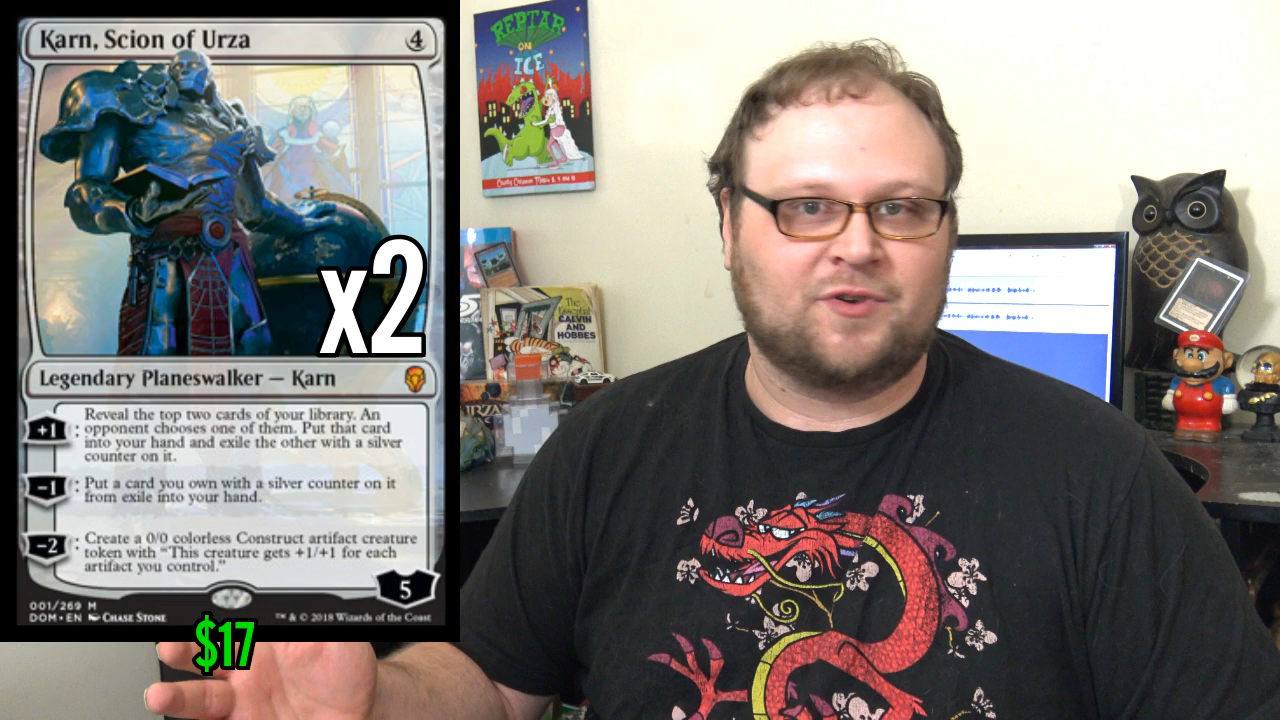 Karn, Scion of Urza
4
x2
Legendary Planeswalker — Karn
+1: Reveal the top two cards of your library. An
opponent chooses one of them. Put that card
into your hand and exile the other with a silver
counter on it.
-1: Put a card you own with a silver counter on it
from exile into your hand.
-2: Create a 0/0 colorless Construct artifact creature
token with “This creature gets +1/+1 for each
artifact you control.”
5
001/269 M
DOM • EN CHASE STONE
™ & © 2018 Wizards of the Coast
$17
REPTAR
ON
ICE
The
Essential
CALVIN
AND
HOBBES
URZA